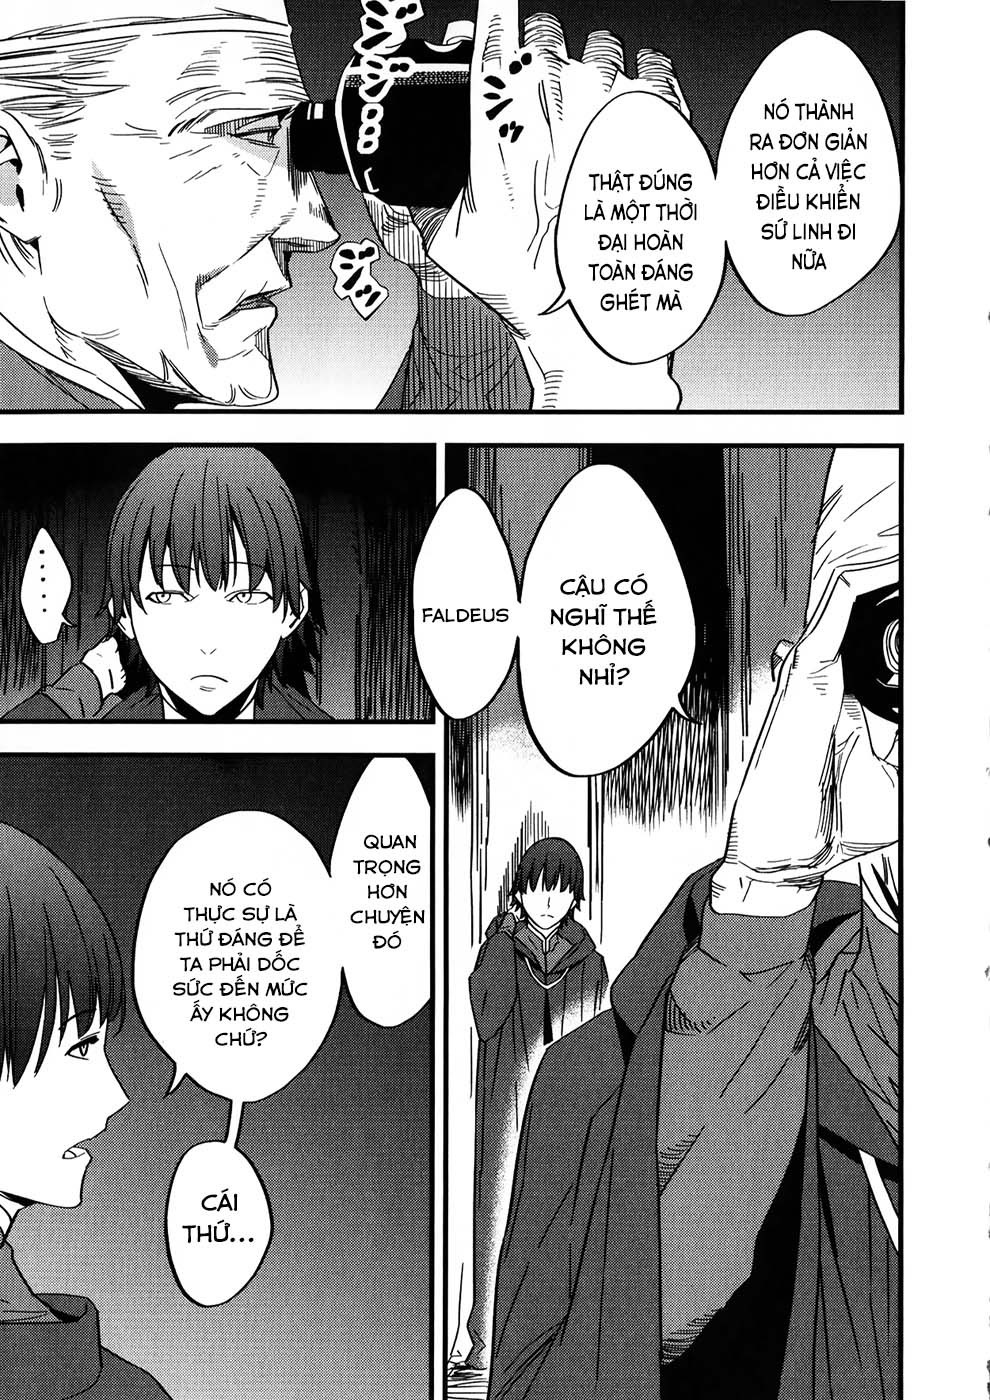 NÓ THÀNH
RA ĐƠN GIẢN
HƠN CẢ VIỆC
ĐIỀU KHIỂN
SỨ LINH ĐI
NỮA
THẬT ĐÚNG
LÀ MỘT THỜI
ĐẠI HOÀN
TOÀN ĐÁNG
GHÉT MÀ
CẬU CÓ
NGHĨ THẾ
KHÔNG
NHỈ?
FALDEUS
.....
QUAN
TRỌNG
HƠN
CHUYỆN
ĐÓ
NÓ CÓ
THỰC SỰ LÀ
THỨ ĐÁNG ĐỂ
TA PHẢI DỐC
SỨC ĐẾN MỨC
ẤY KHÔNG
CHỨ?
CÁI
THỨ...